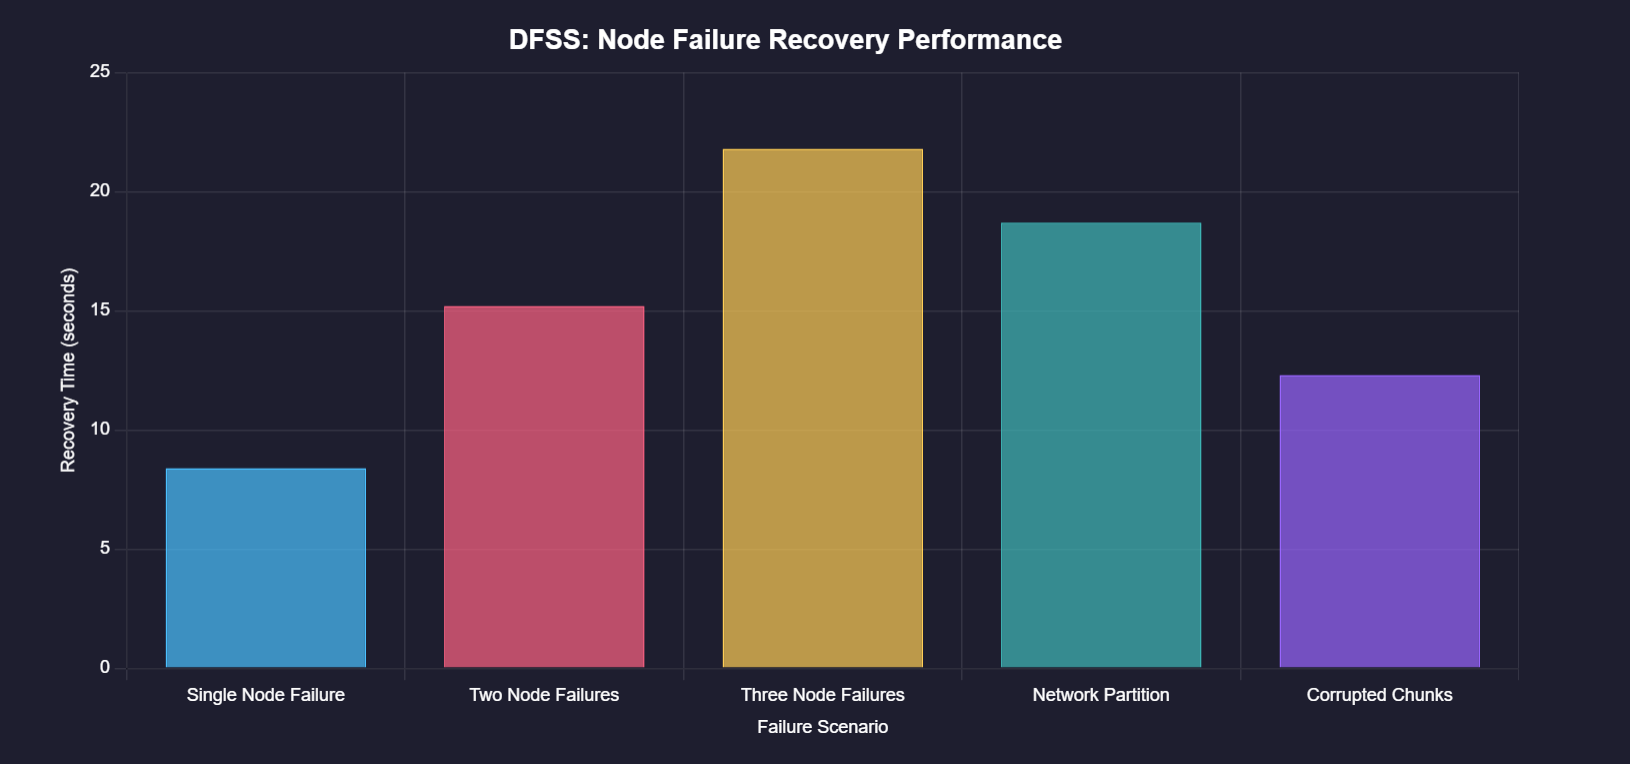 DFSS: Node Failure Recovery Performance
25
20
15
10
5
0
Recovery Time (seconds)
Single Node Failure
Two Node Failures
Three Node Failures
Network Partition
Corrupted Chunks
Failure Scenario